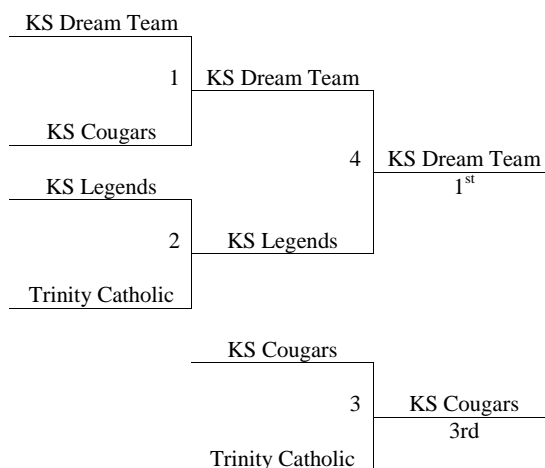 KS Dream Team
1 KS Dream Team
KS Cougars
4 KS Dream Team
1st
KS Legends
2 KS Legends
Trinity Catholic
KS Cougars
3 KS Cougars
3rd
Trinity Catholic